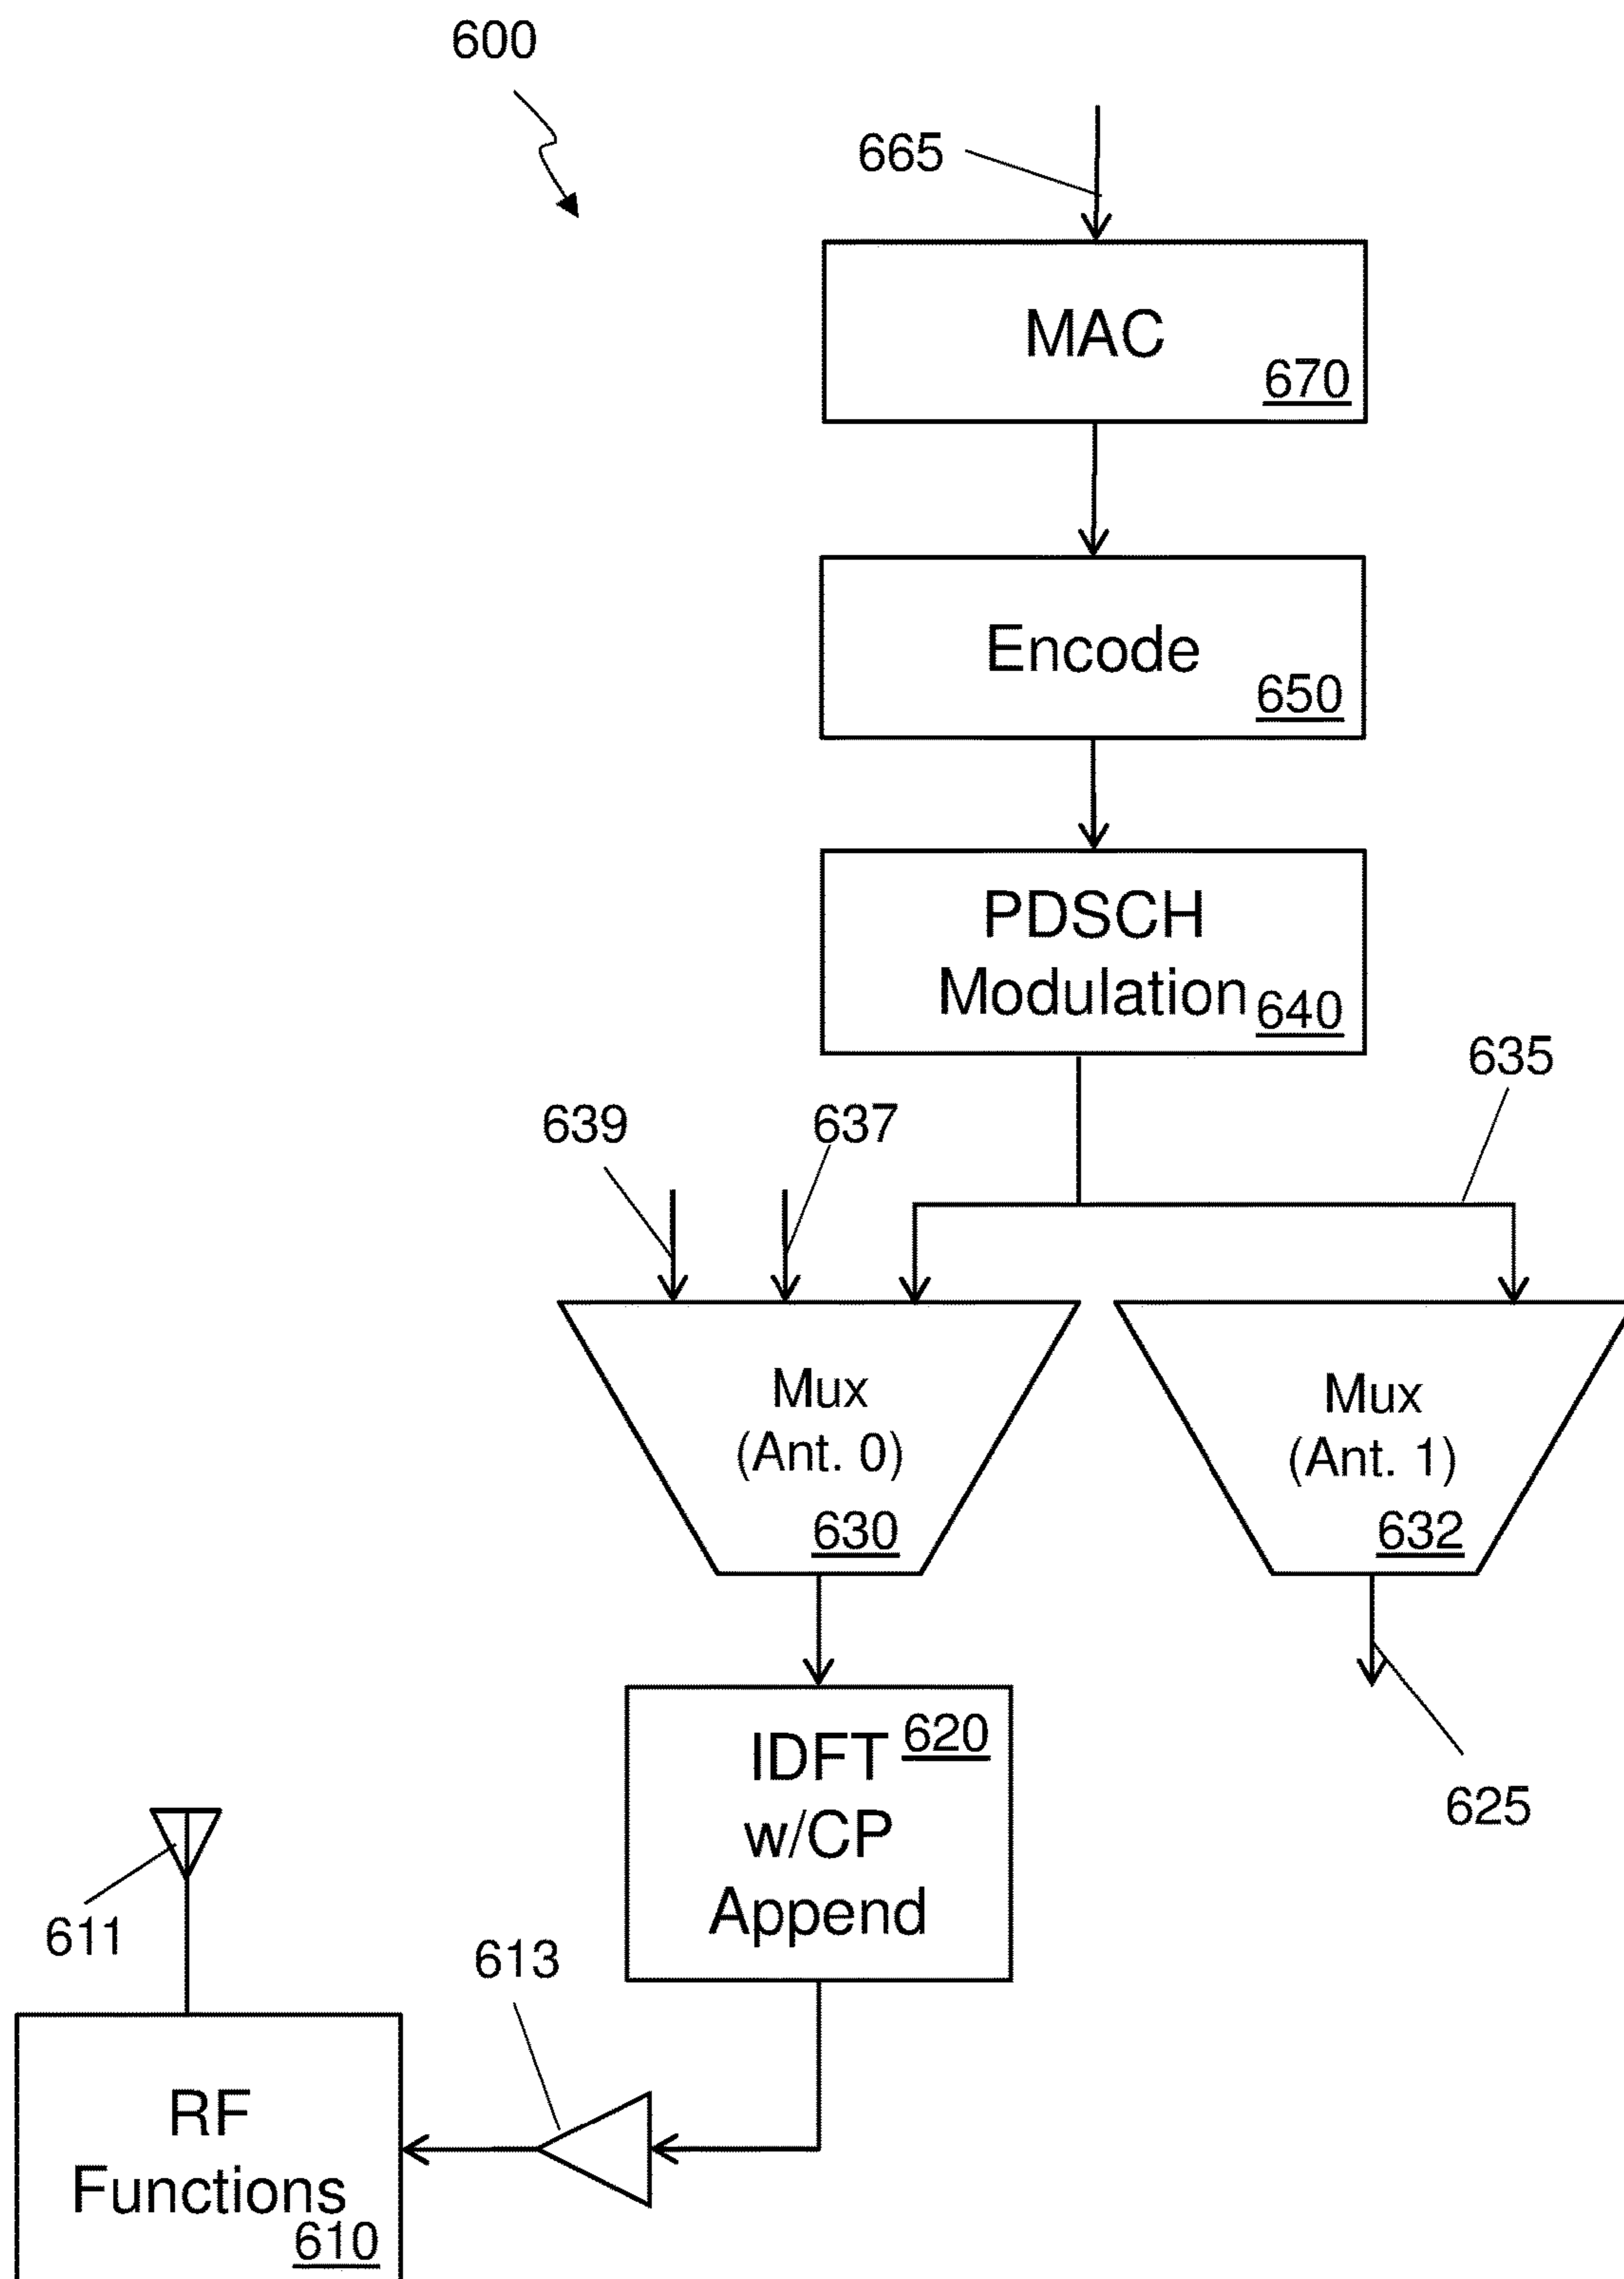 600
665
MAC
670
Encode
650
PDSCH
Modulation
640
635
639
637
Mux
(Ant. 0)
630
Mux
(Ant. 1)
632
IDFT
620
w/CP
Append
625
611
613
RF
Functions
610